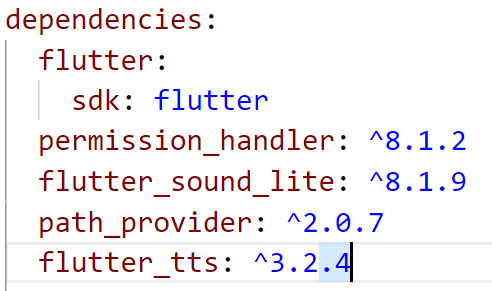 dependencies:
  flutter:
    sdk: flutter
  permission_handler: ^8.1.2
  flutter_sound_lite: ^8.1.9
  path_provider: ^2.0.7
  flutter_tts: ^3.2.4